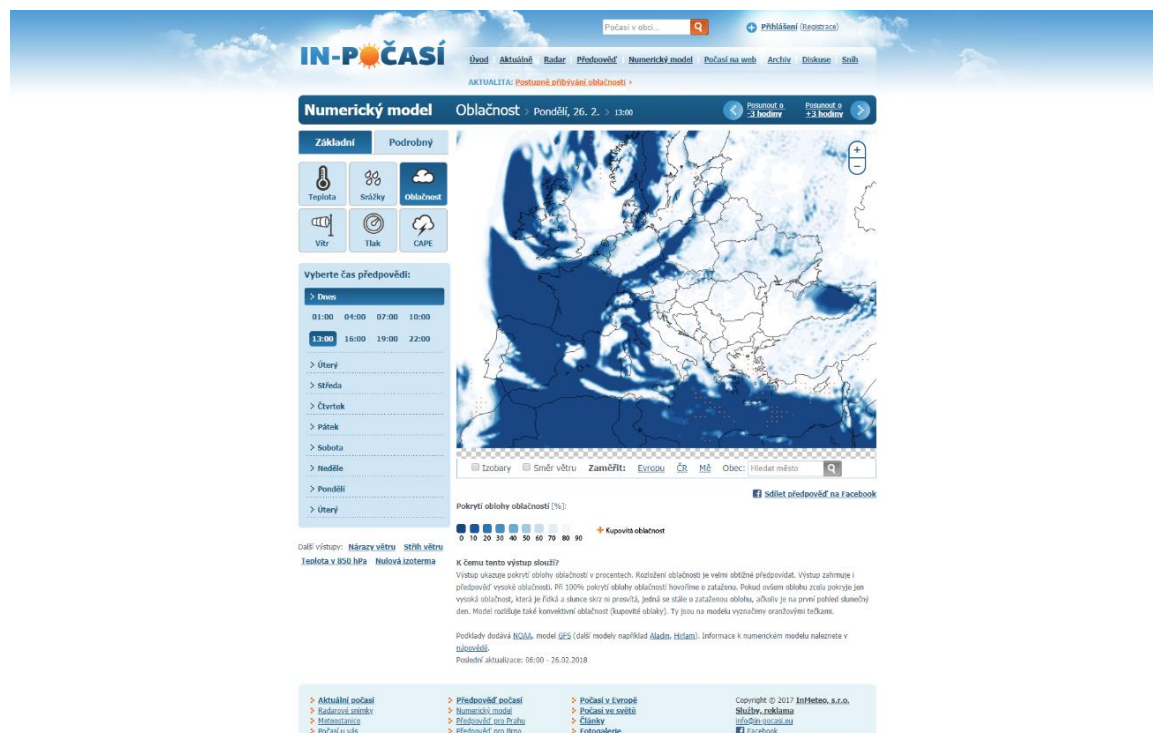 Počasí v obci...
Přihlášení (Registrace)
IN-POČASÍ
Úvod Aktuálně Radar Předpověď Numerický model Počasí na web Archiv Diskuse Sníh
AKTUALITA: Postupné přibývání oblačnosti >
Numerický model
Oblačnost > Pondělí, 26. 2. > 13:00
Posunout o -3 hodiny
Posunout o +3 hodiny
Základní Podrobný
Teplota Srážky Oblačnost
Vítr Tlak CAPE
Vyberte čas předpovědi:
> Dnes
01:00 04:00 07:00 10:00
13:00 16:00 19:00 22:00
> Úterý
> Středa
> Čtvrtek
> Pátek
> Sobota
> Neděle
> Pondělí
> Úterý
Další výstupy: Nárazy větru Střih větru
Teplota v 850 hPa Nulová izoterma
+
−
Izobary Směr větru Zaměřit: Evropu ČR Mě Obec: Hledat město
Sdílet předpověď na Facebook
Pokrytí oblohy oblačností [%]:
0 10 20 30 40 50 60 70 80 90
+ Kupovitá oblačnost
K čemu tento výstup slouží?
Výstup ukazuje pokrytí oblohy oblačností v procentech. Rozložení oblačnosti je velmi obtížné předpovídat. Výstup zahrnuje i
předpověď vysoké oblačnosti. Při 100% pokrytí oblohy oblačností hovoříme o zataženu. Pokud ovšem oblohu zcela pokryje jen
vysoká oblačnost, která je řídká a slunce skrz ni prosvítá, jedná se stále o zataženou oblohu, ačkoliv je na první pohled slunečný
den. Model rozlišuje také konvektivní oblačnost (kupovité oblaky). Ty jsou na modelu vyznačeny oranžovými tečkami.
Podklady dodává NOAA, model GFS (další modely například Aladin, Hirlam). Informace k numerickém modelu naleznete v
nápovědě.
Poslední aktualizace: 06:00 - 26.02.2018
> Aktuální počasí
> Radarové snímky
> Meteostanice
> Počasí u vás
> Předpověď počasí
> Numerický model
> Předpověď pro Prahu
> Předpověď pro Brno
> Počasí v Evropě
> Počasí ve světě
> Články
> Fotogalerie
Copyright © 2017 InMeteo, s.r.o.
Služby, reklama
info@in-pocasi.eu
Facebook